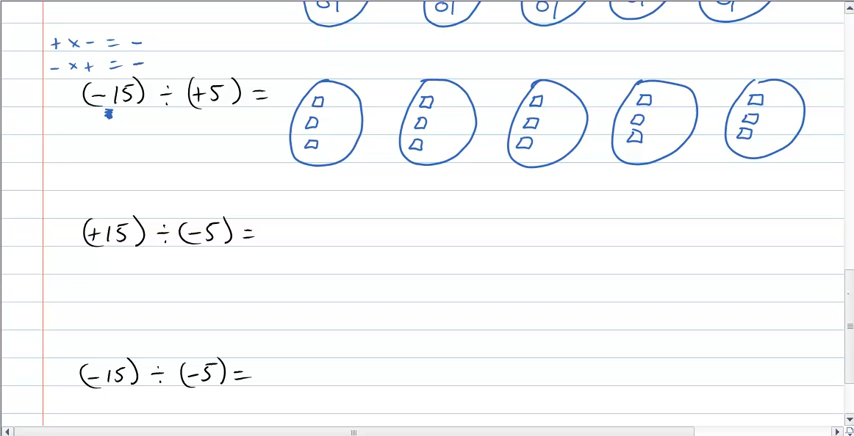 + x - = -
- x + = -
(-15) ÷ (+5) =
(+15) ÷ (-5) =
(-15) ÷ (-5) =